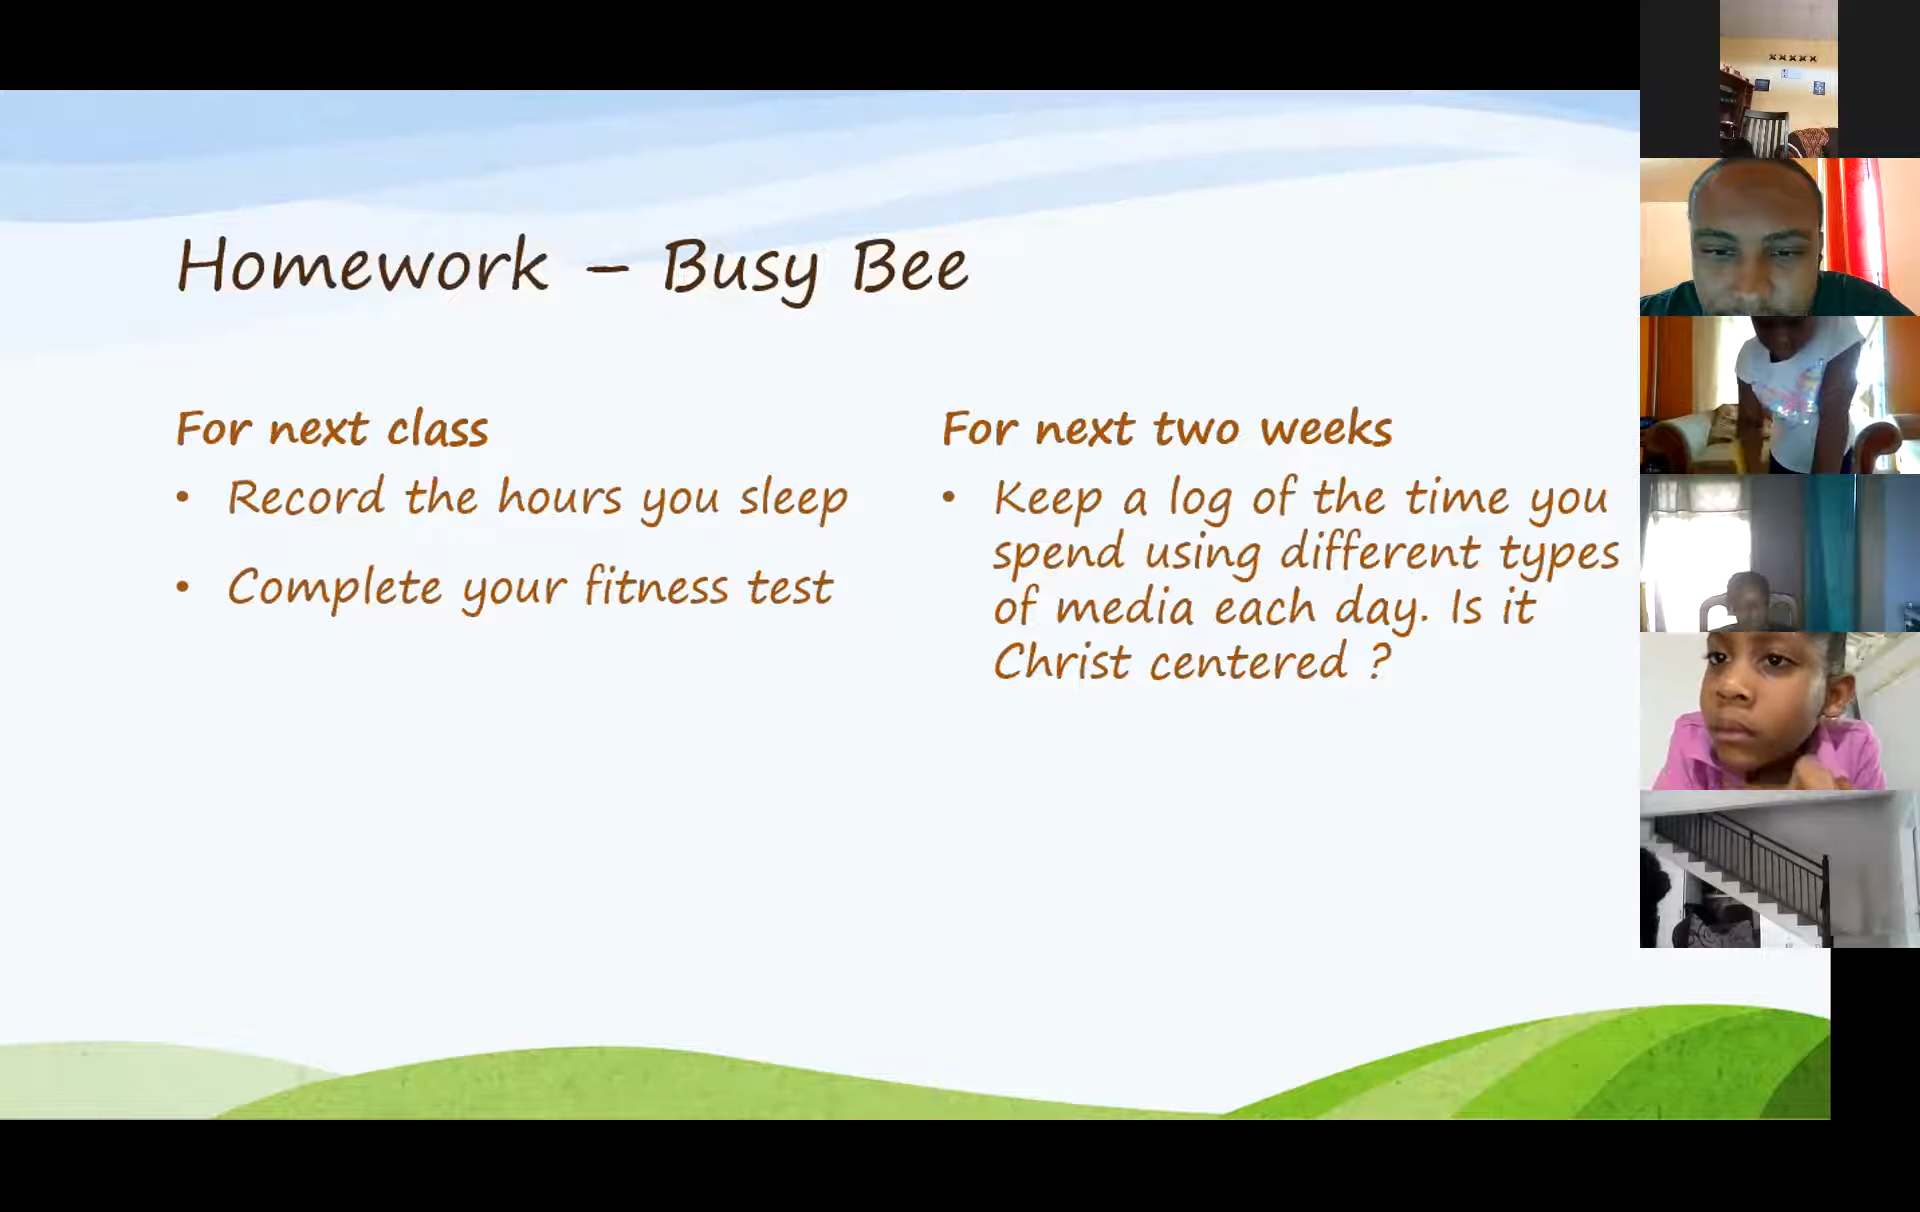 Homework – Busy Bee
For next class
• Record the hours you sleep
• Complete your fitness test
For next two weeks
• Keep a log of the time you
spend using different types
of media each day. Is it
Christ centered ?